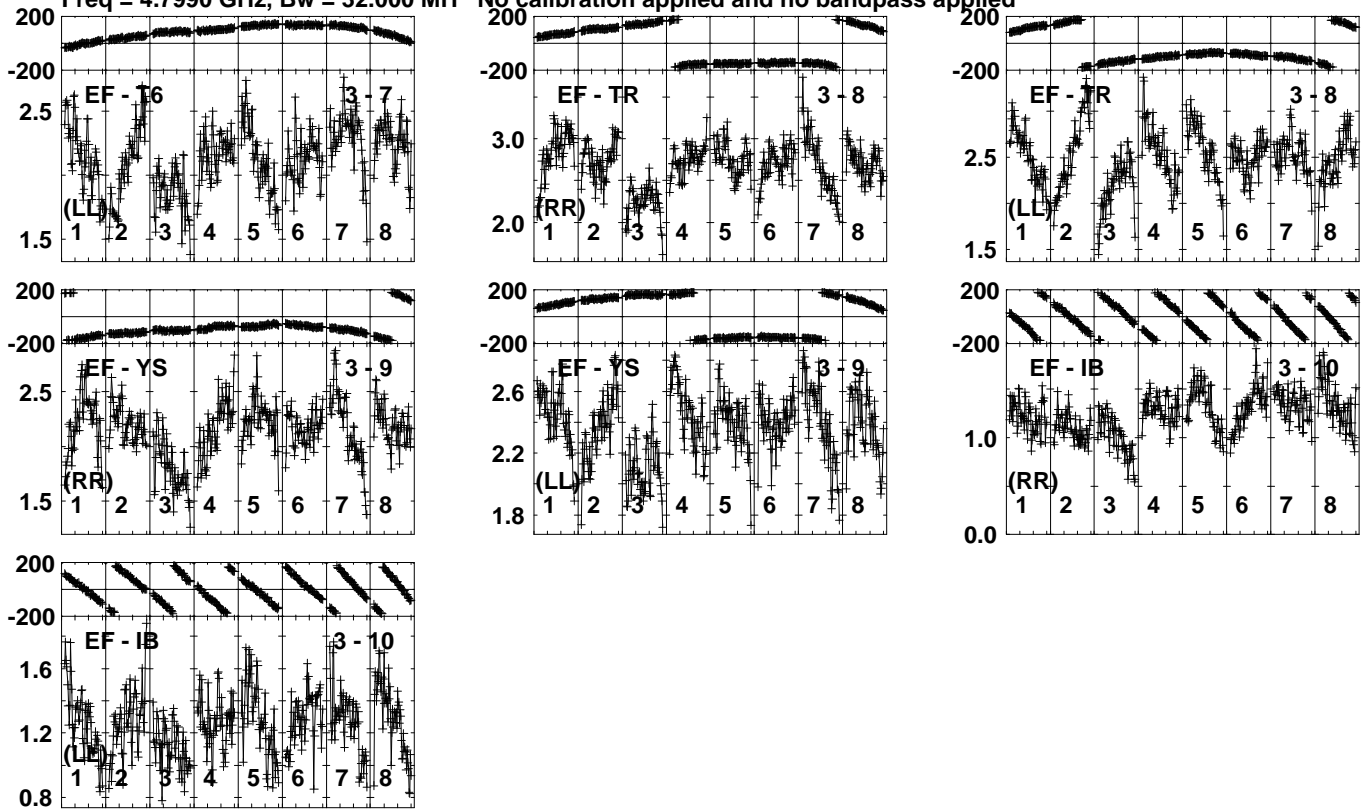 Freq = 4.7990 GHz, Bw = 32.000 MH No calibration applied and no bandpass applied
200
-200
EF - T6 3 - 7
2.5
1.5
(LL)
1 2 3 4 5 6 7 8
200
-200
EF - TR 3 - 8
3.0
2.0
(RR)
1 2 3 4 5 6 7 8
200
-200
EF - TR 3 - 8
2.5
1.5
(LL)
1 2 3 4 5 6 7 8
200
-200
EF - YS 3 - 9
2.5
1.5
(RR)
1 2 3 4 5 6 7 8
200
-200
EF - YS 3 - 9
2.6
2.2
1.8
(LL)
1 2 3 4 5 6 7 8
200
-200
EF - IB 3 - 10
1.0
0.0
(RR)
1 2 3 4 5 6 7 8
200
-200
EF - IB 3 - 10
1.6
1.2
0.8
(LL)
1 2 3 4 5 6 7 8